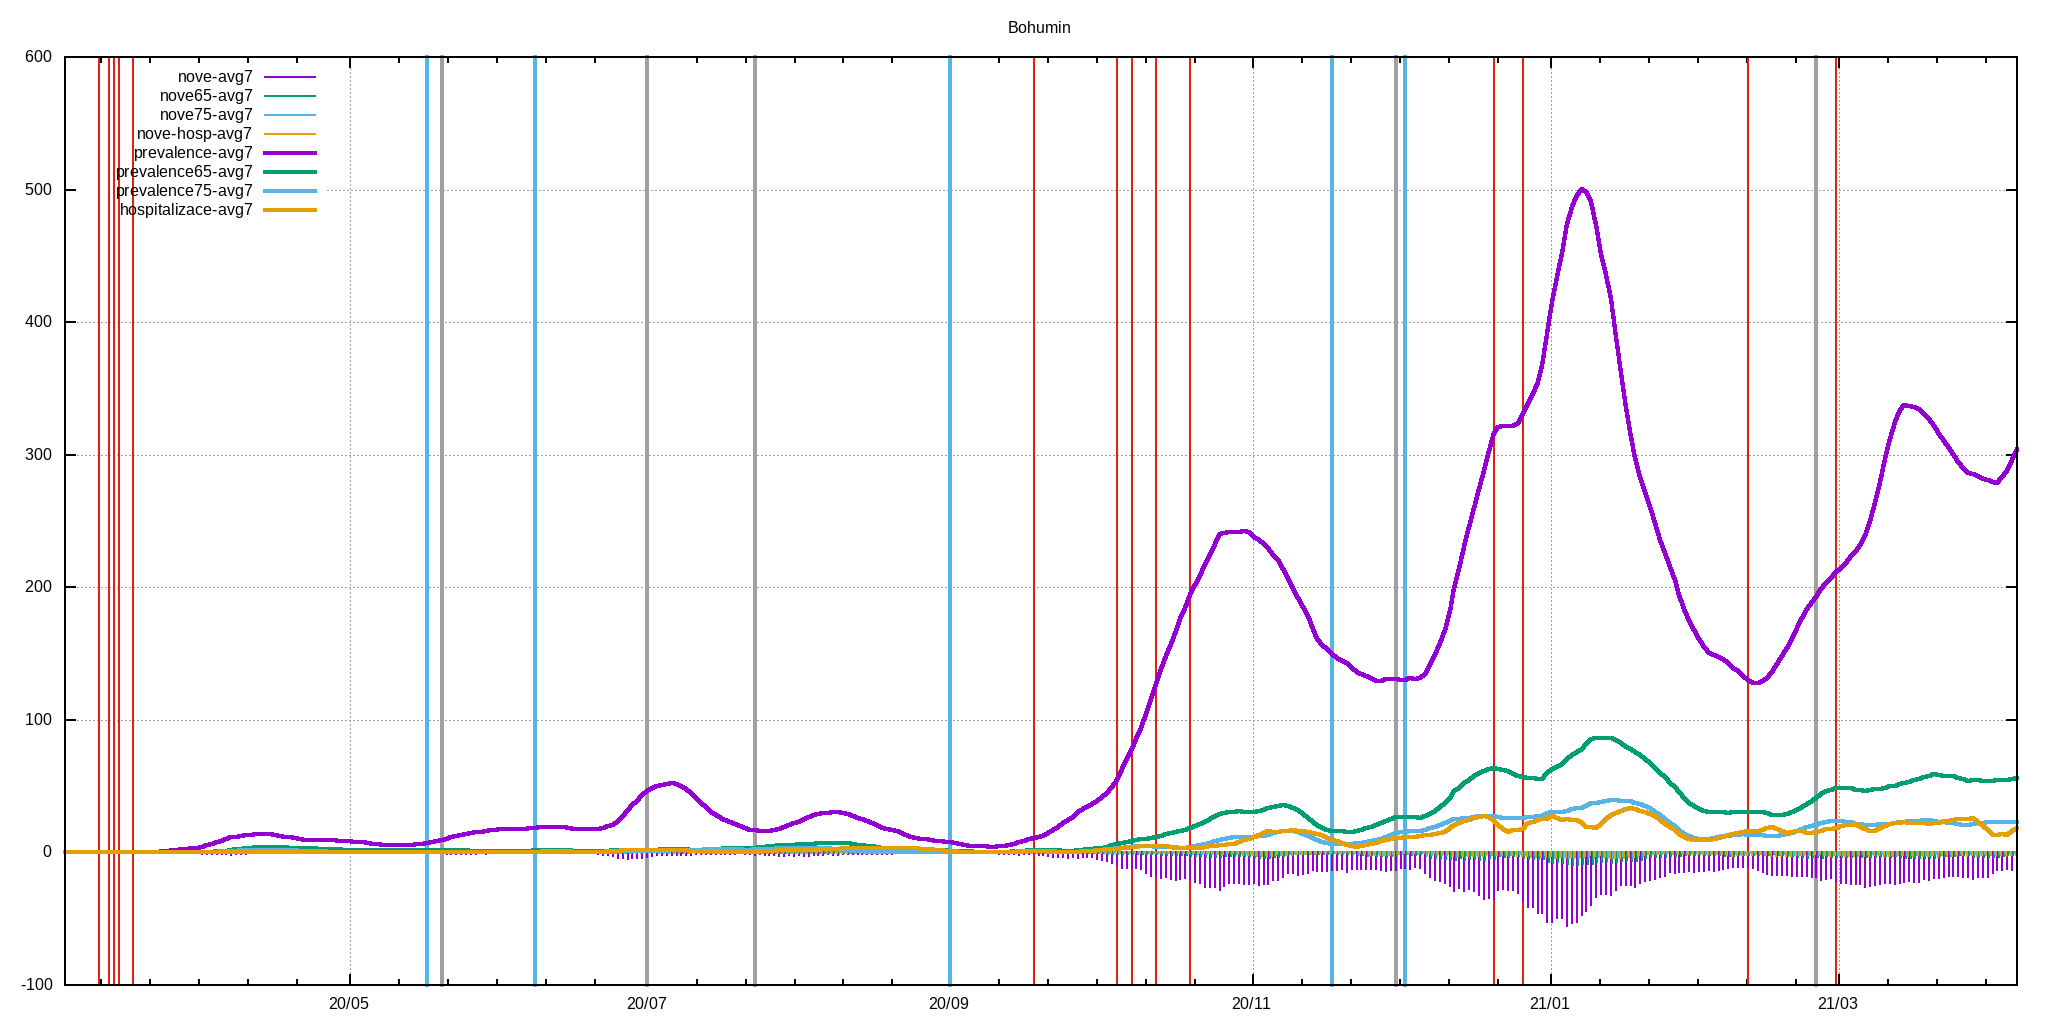 Bohumin
600
500
400
300
200
100
0
-100
nove-avg7
nove65-avg7
nove75-avg7
nove-hosp-avg7
prevalence-avg7
prevalence65-avg7
prevalence75-avg7
hospitalizace-avg7
20/05 20/07 20/09 20/11 21/01 21/03